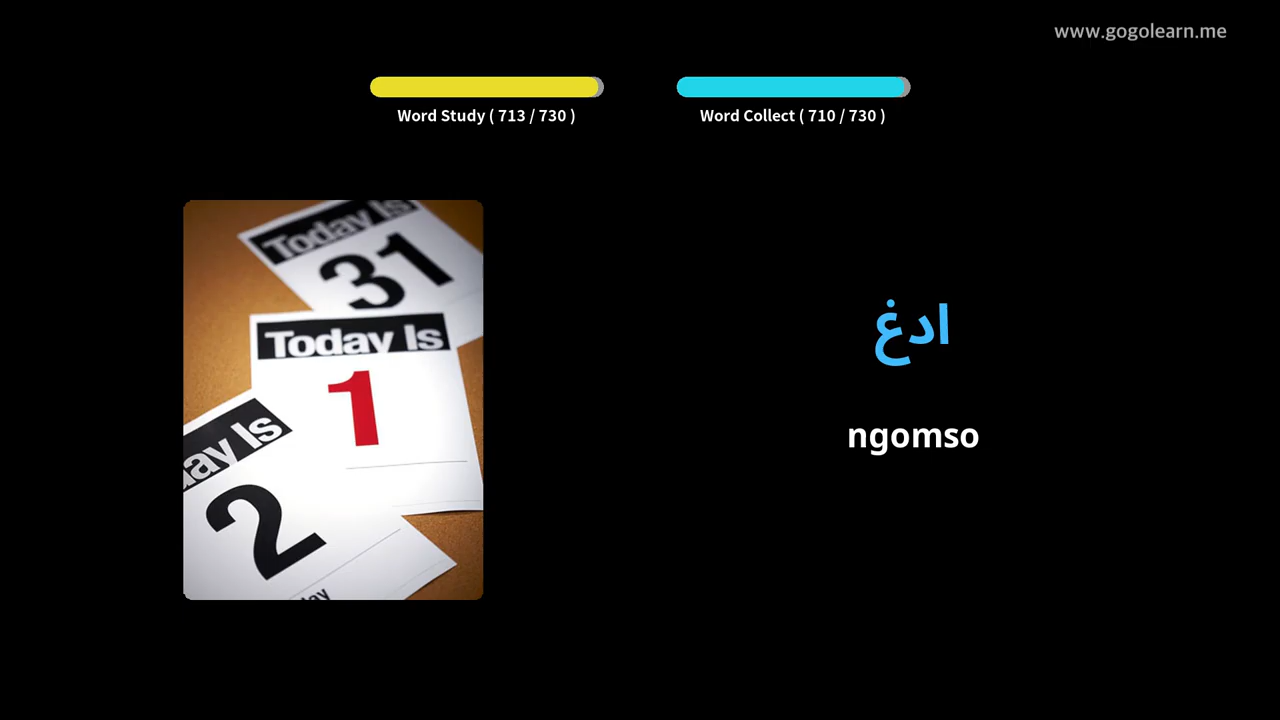 www.gogolearn.me
Word Study ( 713 / 730 )
Word Collect ( 710 / 730 )
Today Is
31
Today Is
1
ay Is
2
ادغ
ngomso